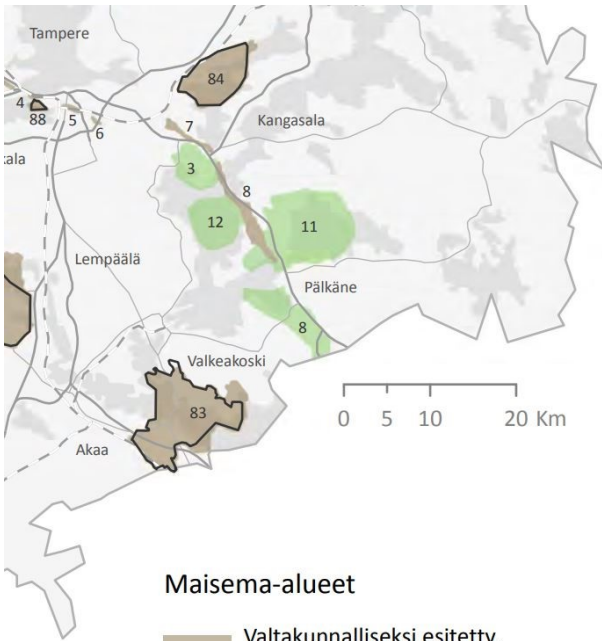 Tampere
84
4
88
5
6
7
Kangasala
kala
3
8
12
11
Lempäälä
Pälkäne
8
Valkeakoski
83
0 5 10 20 Km
Akaa
Maisema-alueet
Valtakunnalliseksi esitetty